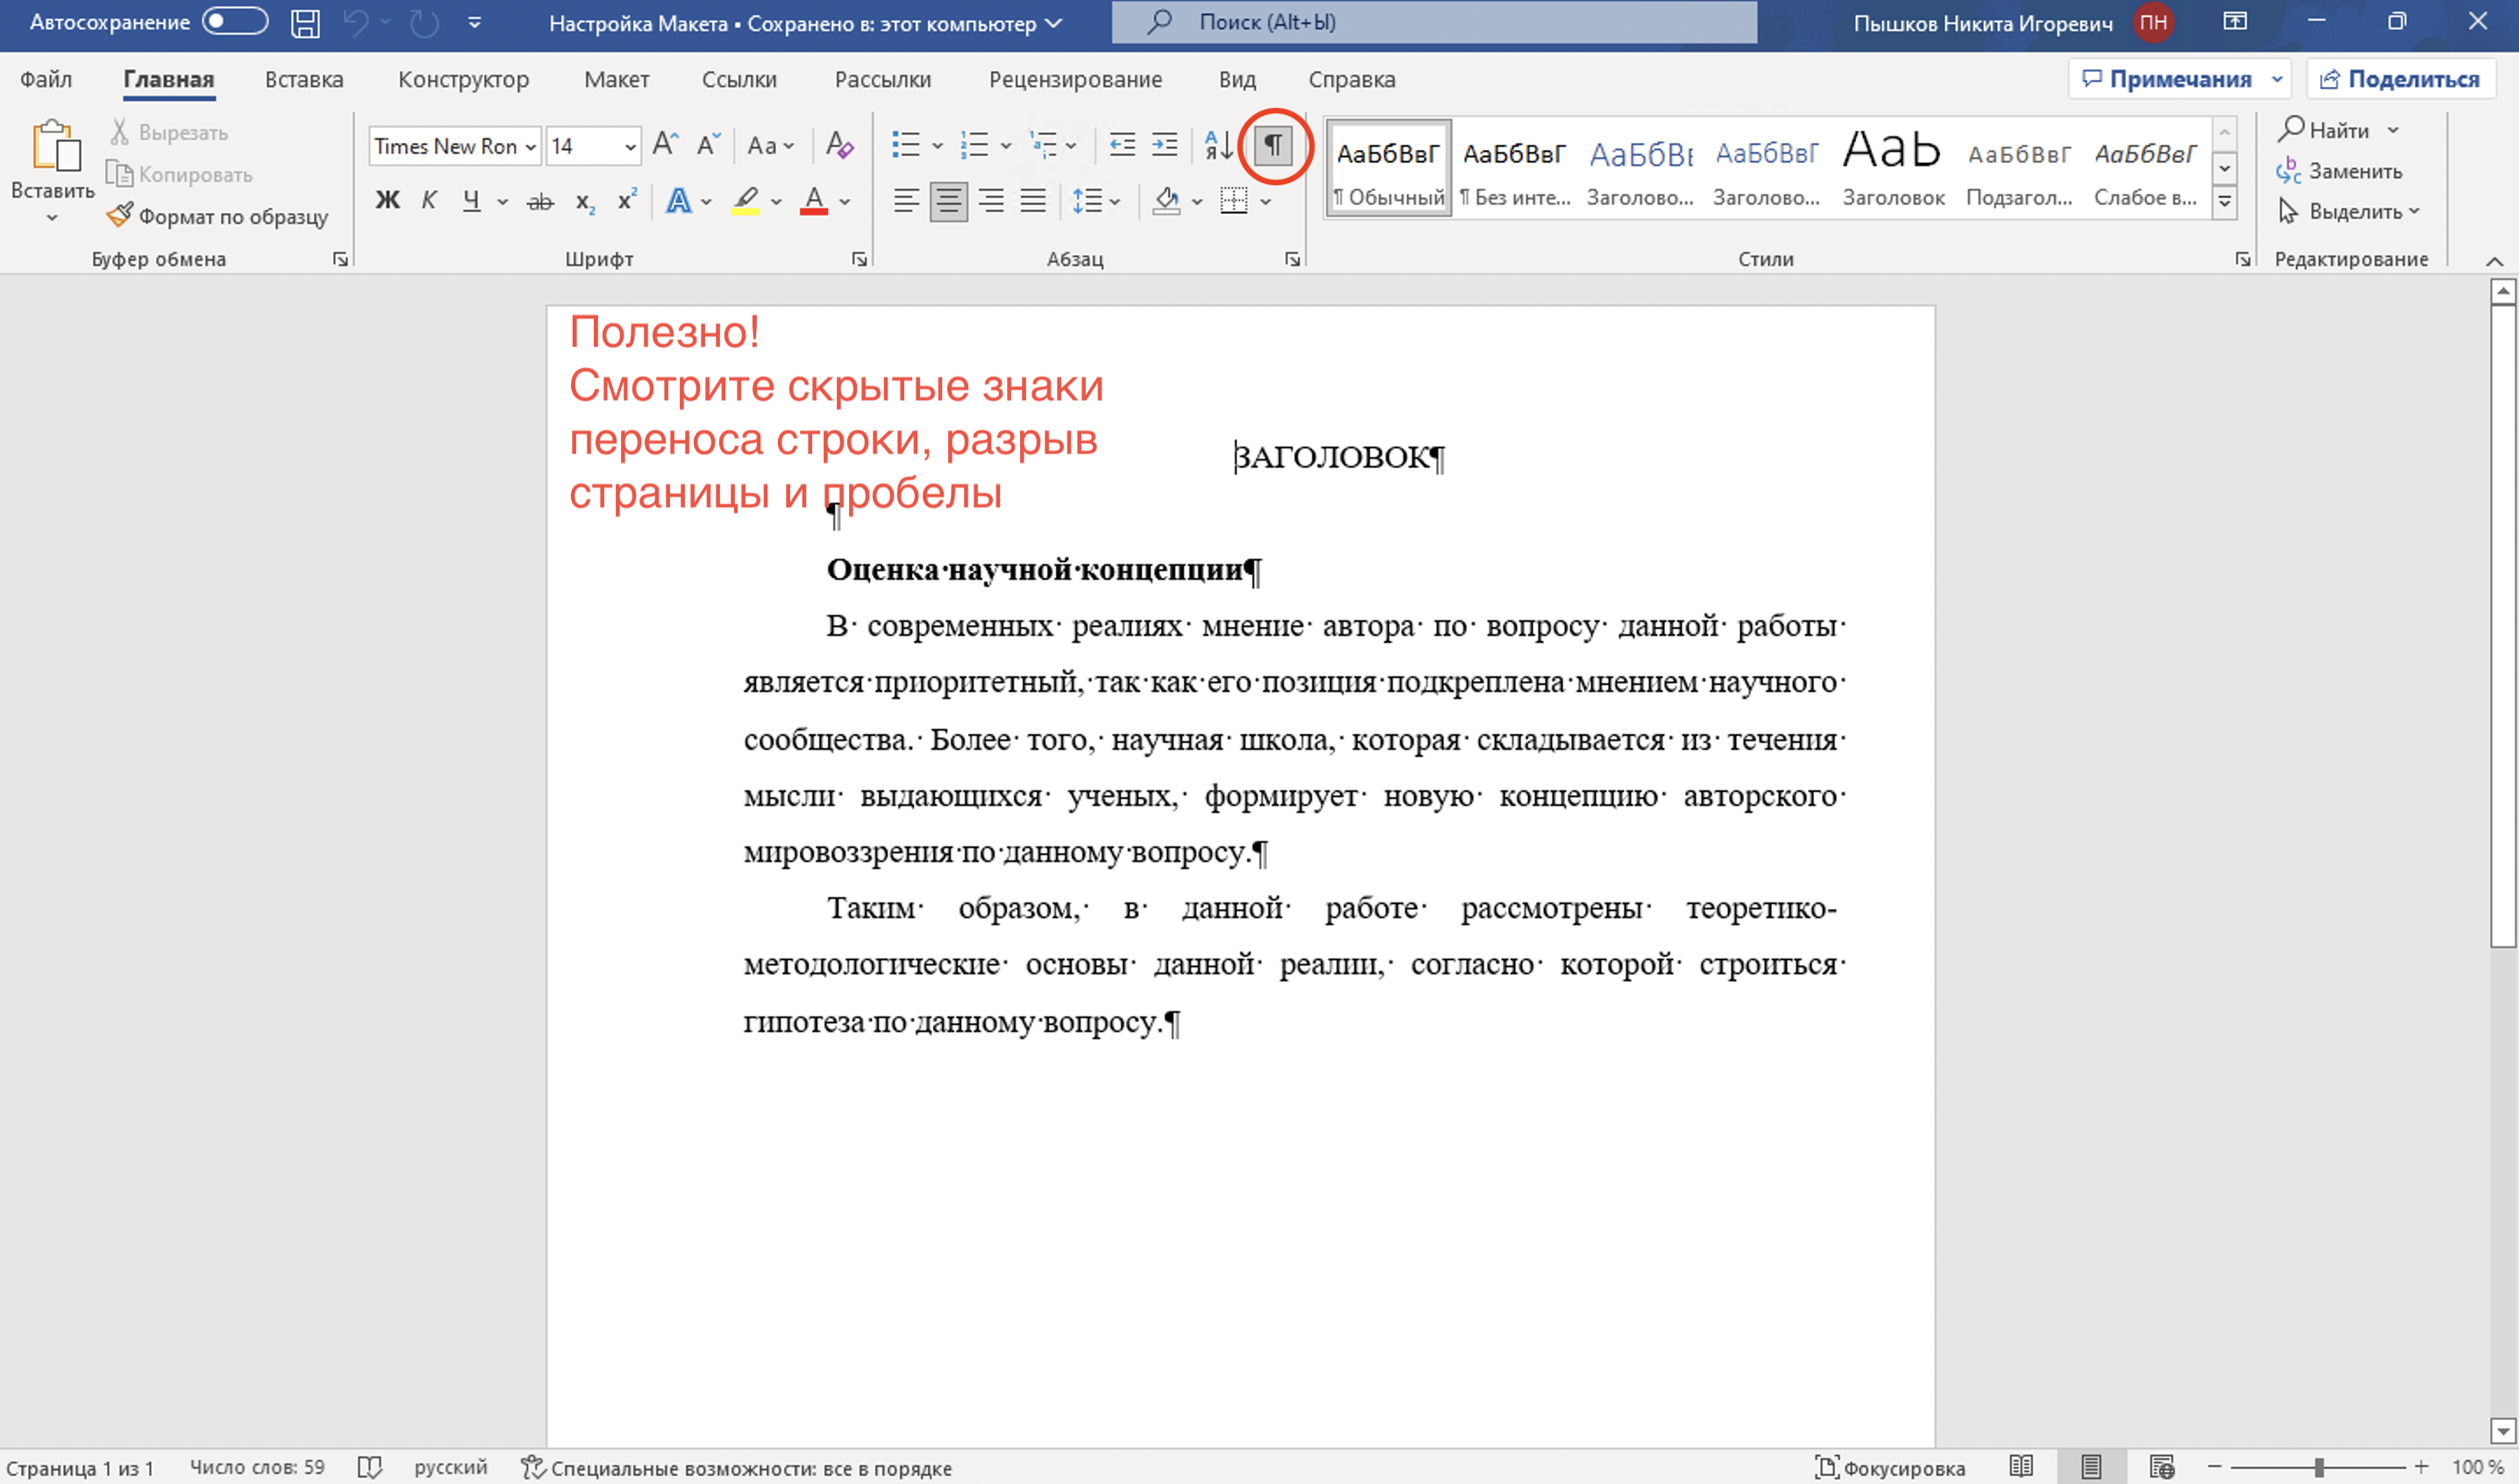 Автосохранение
Настройка Макета • Сохранено в: этот компьютер
Поиск (Alt+Ы)
Пышков Никита Игоревич ПН
Файл Главная Вставка Конструктор Макет Ссылки Рассылки Рецензирование Вид Справка Примечания Поделиться
Вставить
Вырезать
Копировать
Формат по образцу
Буфер обмена
Times New Ron 14
Aa
Ж К Ч ab x₂ x²
Шрифт
Абзац
АаБбВвГ АаБбВвГ АаБбВı АаБбВвГ АаЬ АаБбВвГ АаБбВвГ
¶ Обычный ¶ Без инте... Заголово... Заголово... Заголовок Подзагол... Слабое в...
Стили
Найти
Заменить
Выделить
Редактирование
Полезно!
Смотрите скрытые знаки
переноса строки, разрыв
страницы и пробелы
ЗАГОЛОВОК¶
¶
Оценка·научной·концепции¶
В· современных· реалиях· мнение· автора· по· вопросу· данной· работы·
является·приоритетный,·так·как·его·позиция·подкреплена·мнением·научного·
сообщества.· Более· того,· научная· школа,· которая· складывается· из· течения·
мысли· выдающихся· ученых,· формирует· новую· концепцию· авторского·
мировоззрения·по·данному·вопросу.¶
Таким· образом,· в· данной· работе· рассмотрены· теоретико-
методологические· основы· данной· реалии,· согласно· которой· строиться·
гипотеза·по·данному·вопросу.¶
Страница 1 из 1 Число слов: 59 русский Специальные возможности: все в порядке Фокусировка 100 %